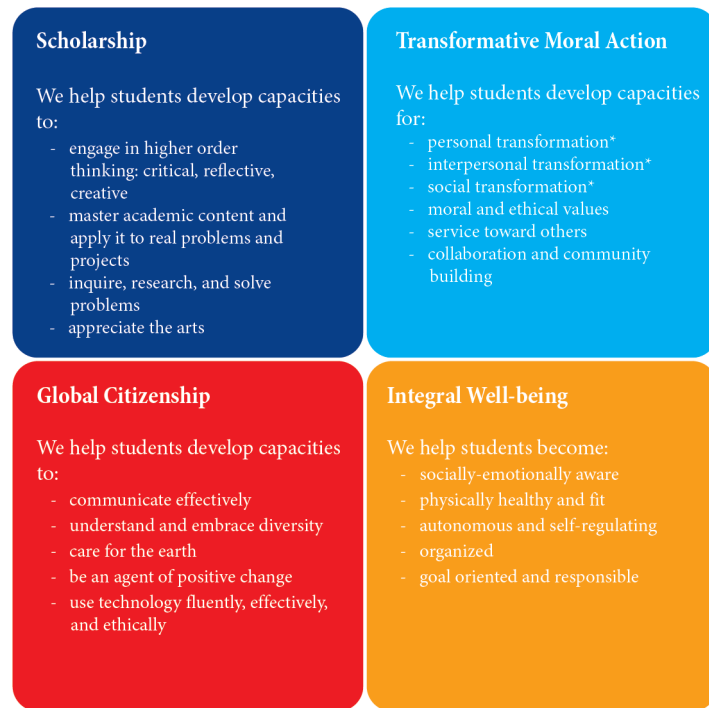 Scholarship
We help students develop capacities
to:
- engage in higher order
thinking: critical, reflective,
creative
- master academic content and
apply it to real problems and
projects
- inquire, research, and solve
problems
- appreciate the arts
Transformative Moral Action
We help students develop capacities
for:
- personal transformation*
- interpersonal transformation*
- social transformation*
- moral and ethical values
- service toward others
- collaboration and community
building
Global Citizenship
We help students develop capacities
to:
- communicate effectively
- understand and embrace diversity
- care for the earth
- be an agent of positive change
- use technology fluently, effectively,
and ethically
Integral Well-being
We help students become:
- socially-emotionally aware
- physically healthy and fit
- autonomous and self-regulating
- organized
- goal oriented and responsible